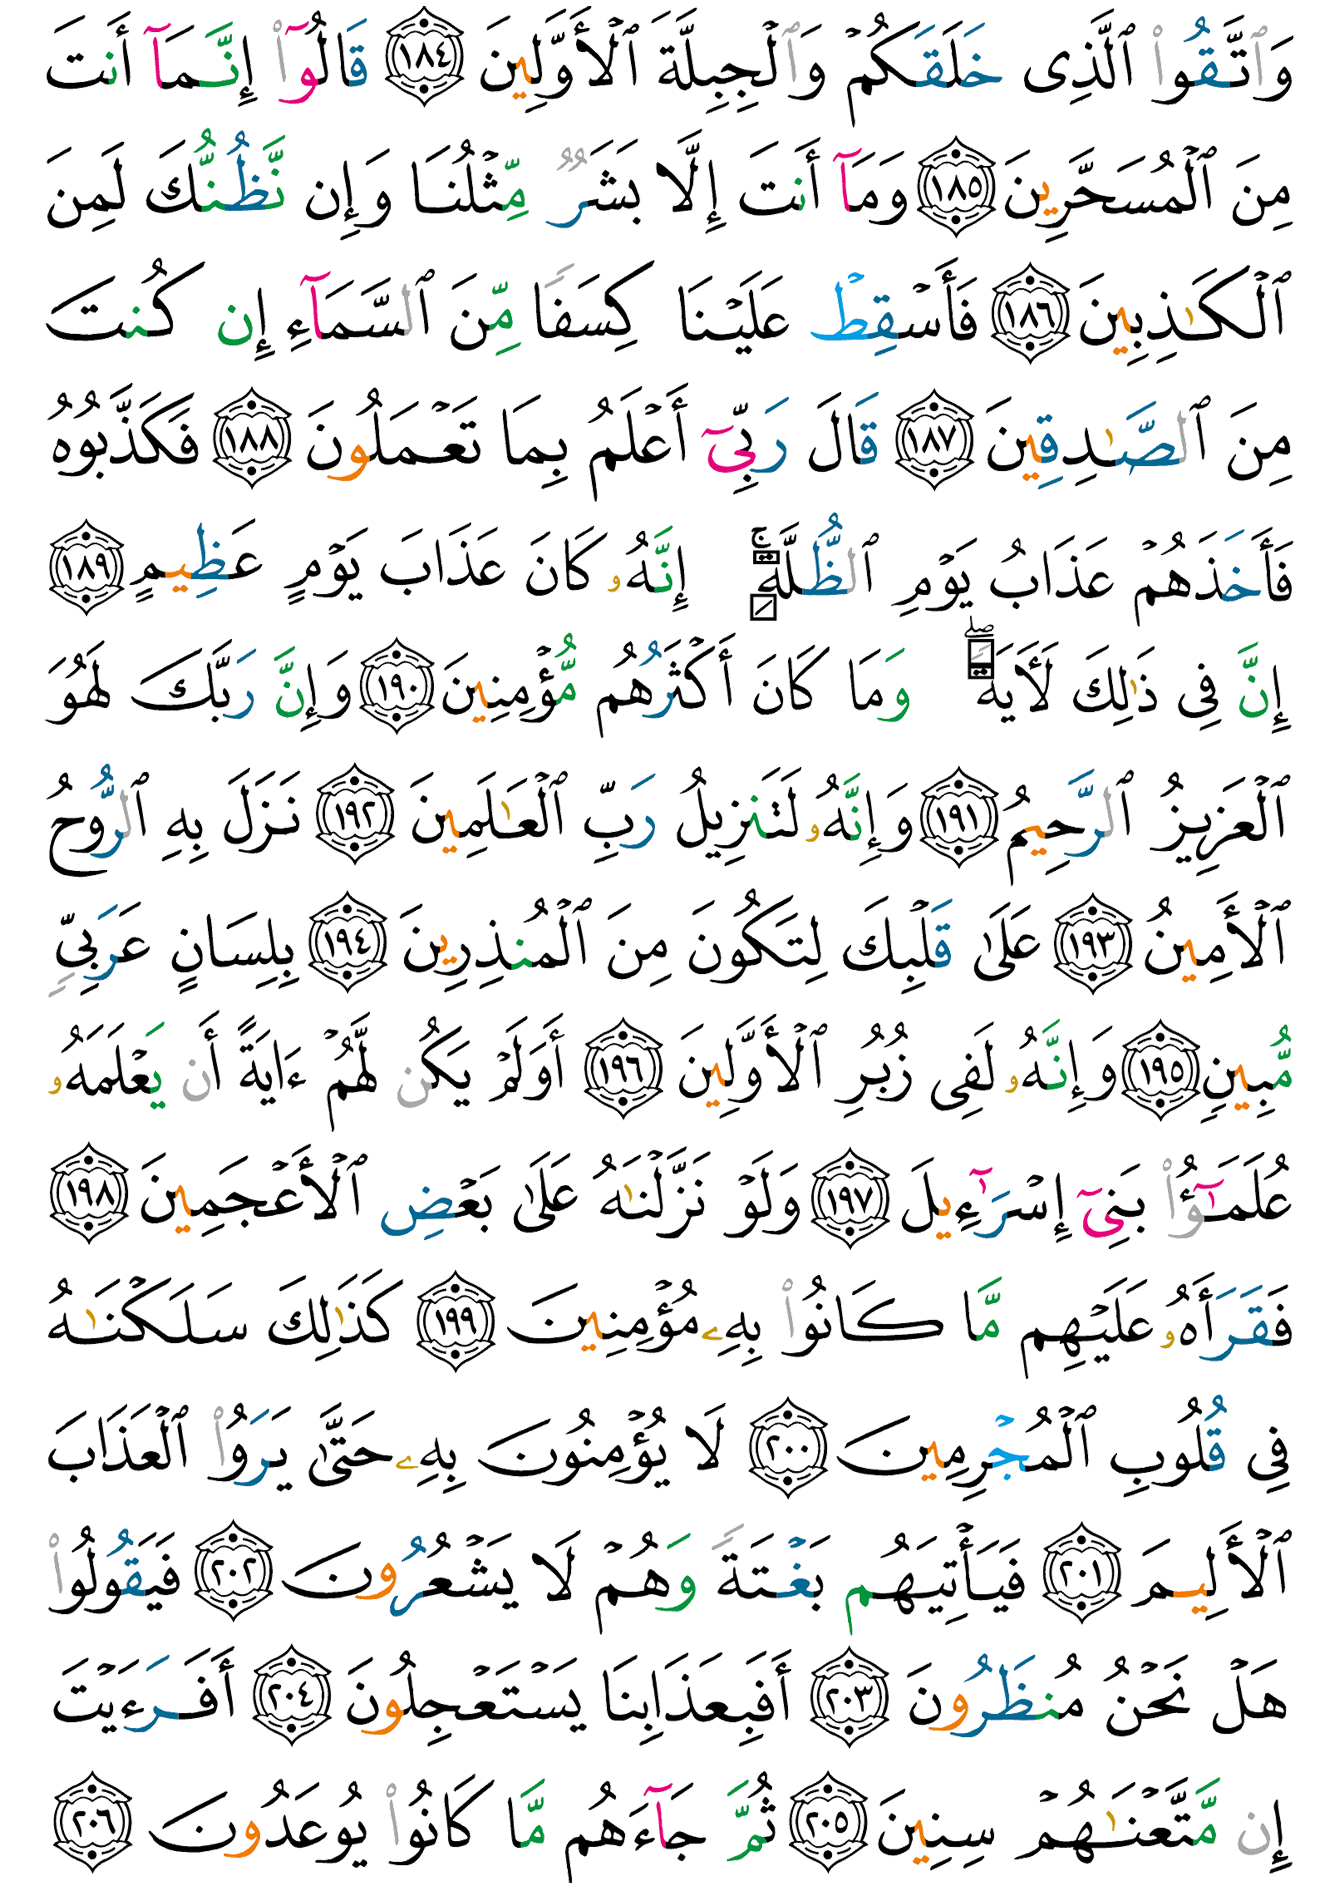 وَٱتَّقُوا۟ ٱلَّذِى خَلَقَكُمْ وَٱلْجِبِلَّةَ ٱلْأَوَّلِينَ ١٨٤ قَالُوٓا۟ إِنَّمَآ أَنتَ
مِنَ ٱلْمُسَحَّرِينَ ١٨٥ وَمَآ أَنتَ إِلَّا بَشَرٌ مِّثْلُنَا وَإِن نَّظُنُّكَ لَمِنَ
ٱلْكَـٰذِبِينَ ١٨٦ فَأَسْقِطْ عَلَيْنَا كِسَفًا مِّنَ ٱلسَّمَآءِ إِن كُنتَ
مِنَ ٱلصَّـٰدِقِينَ ١٨٧ قَالَ رَبِّىٓ أَعْلَمُ بِمَا تَعْمَلُونَ ١٨٨ فَكَذَّبُوهُ
فَأَخَذَهُمْ عَذَابُ يَوْمِ ٱلظُّلَّةِ ۚ إِنَّهُۥ كَانَ عَذَابَ يَوْمٍ عَظِيمٍ ١٨٩
إِنَّ فِى ذَٰلِكَ لَـَٔايَةً ۖ وَمَا كَانَ أَكْثَرُهُم مُّؤْمِنِينَ ١٩٠ وَإِنَّ رَبَّكَ لَهُوَ
ٱلْعَزِيزُ ٱلرَّحِيمُ ١٩١ وَإِنَّهُۥ لَتَنزِيلُ رَبِّ ٱلْعَـٰلَمِينَ ١٩٢ نَزَلَ بِهِ ٱلرُّوحُ
ٱلْأَمِينُ ١٩٣ عَلَىٰ قَلْبِكَ لِتَكُونَ مِنَ ٱلْمُنذِرِينَ ١٩٤ بِلِسَانٍ عَرَبِىٍّ
مُّبِينٍ ١٩٥ وَإِنَّهُۥ لَفِى زُبُرِ ٱلْأَوَّلِينَ ١٩٦ أَوَلَمْ يَكُن لَّهُمْ ءَايَةً أَن يَعْلَمَهُۥ
عُلَمَـٰٓؤُا۟ بَنِىٓ إِسْرَٰٓءِيلَ ١٩٧ وَلَوْ نَزَّلْنَـٰهُ عَلَىٰ بَعْضِ ٱلْأَعْجَمِينَ ١٩٨
فَقَرَأَهُۥ عَلَيْهِم مَّا كَانُوا۟ بِهِۦ مُؤْمِنِينَ ١٩٩ كَذَٰلِكَ سَلَكْنَـٰهُ
فِى قُلُوبِ ٱلْمُجْرِمِينَ ٢٠٠ لَا يُؤْمِنُونَ بِهِۦ حَتَّىٰ يَرَوُا۟ ٱلْعَذَابَ
ٱلْأَلِيمَ ٢٠١ فَيَأْتِيَهُم بَغْتَةً وَهُمْ لَا يَشْعُرُونَ ٢٠٢ فَيَقُولُوا۟
هَلْ نَحْنُ مُنظَرُونَ ٢٠٣ أَفَبِعَذَابِنَا يَسْتَعْجِلُونَ ٢٠٤ أَفَرَءَيْتَ
إِن مَّتَّعْنَـٰهُمْ سِنِينَ ٢٠٥ ثُمَّ جَآءَهُم مَّا كَانُوا۟ يُوعَدُونَ ٢٠٦